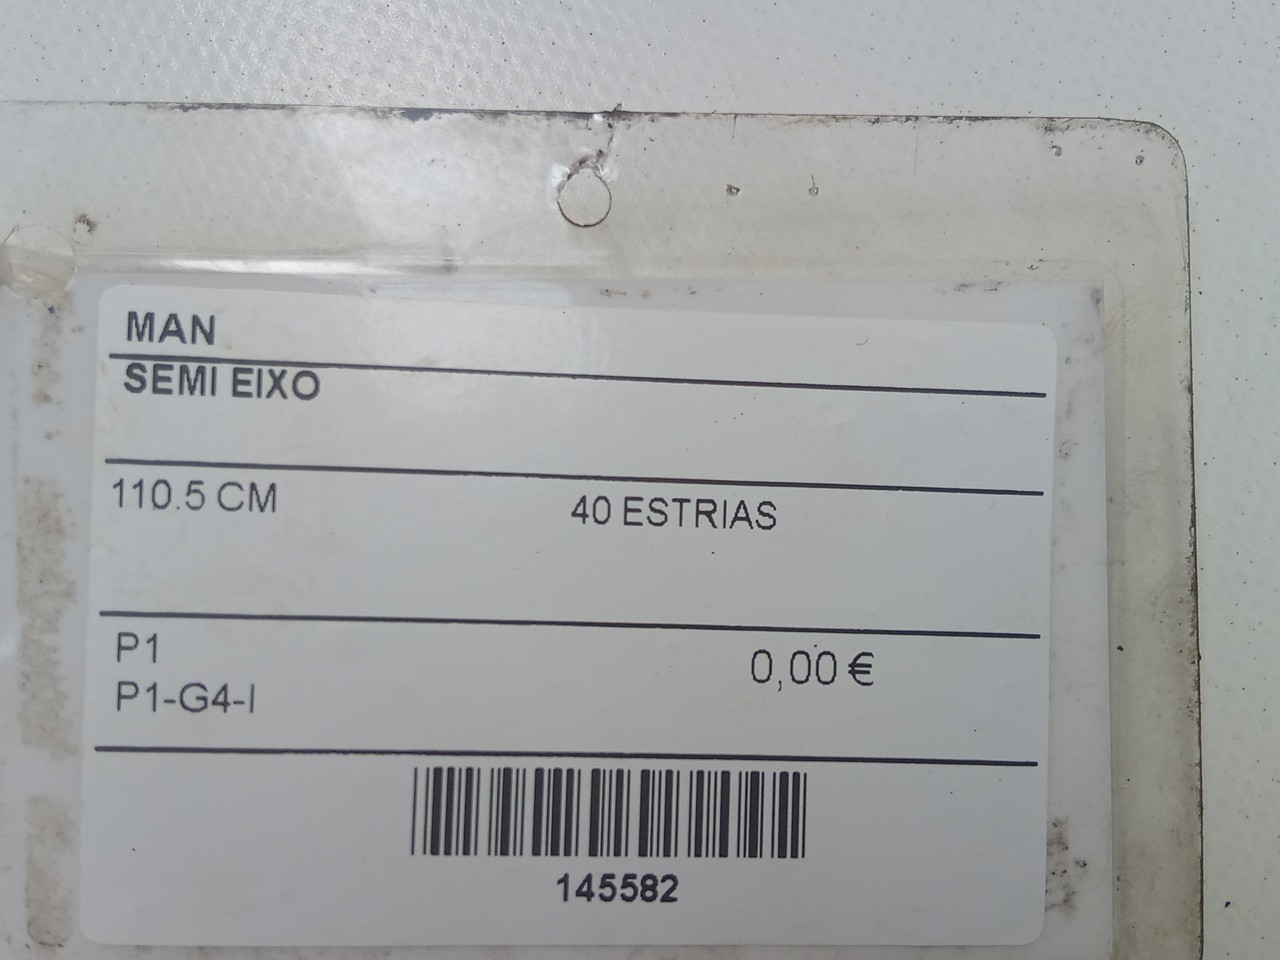 MAN
SEMI EIXO
110.5 CM 40 ESTRIAS
P1 0,00 €
P1-G4-I
145582